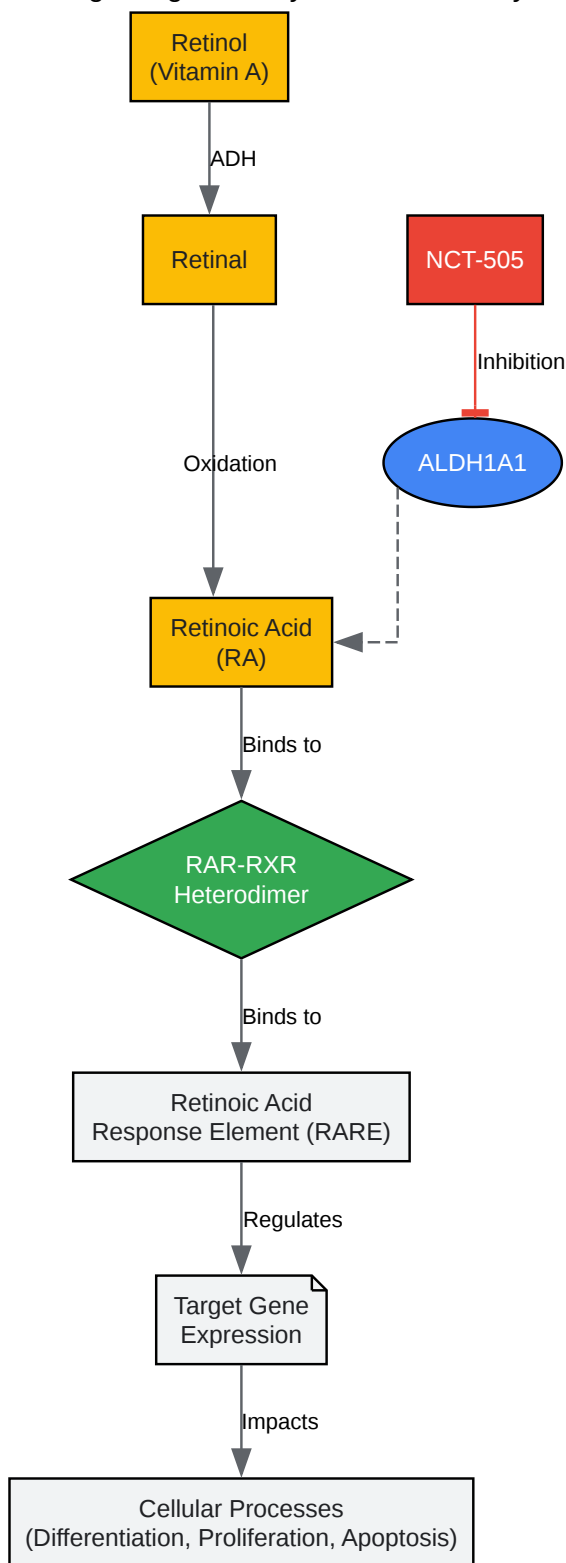 Retinol
(Vitamin A)
ADH
Retinal
NCT-505
Inhibition
Oxidation
ALDH1A1
Retinoic Acid
(RA)
Binds to
RAR-RXR
Heterodimer
Binds to
Retinoic Acid
Response Element (RARE)
Regulates
Target Gene
Expression
Impacts
Cellular Processes
(Differentiation, Proliferation, Apoptosis)